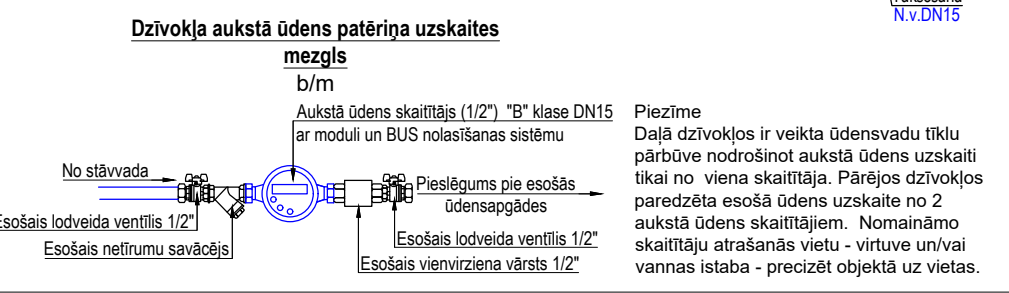 N.v.DN15
Dzīvokļa aukstā ūdens patēriņa uzskaites
mezgls
b/m
Aukstā ūdens skaitītājs (1/2") "B" klase DN15
ar moduli un BUS nolasīšanas sistēmu
No stāvvada
Pieslēgums pie esošās
ūdensapgādes
Esošais lodveida ventīlis 1/2"
Esošais netīrumu savācējs
Esošais lodveida ventīlis 1/2"
Esošais vienvirziena vārsts 1/2"
Piezīme
Daļā dzīvokļos ir veikta ūdensvadu tīklu
pārbūve nodrošinot aukstā ūdens uzskaiti
tikai no viena skaitītāja. Pārējos dzīvokļos
paredzēta esošā ūdens uzskaite no 2
aukstā ūdens skaitītājiem. Nomaināmo
skaitītāju atrašanās vietu - virtuve un/vai
vannas istaba - precizēt objektā uz vietas.